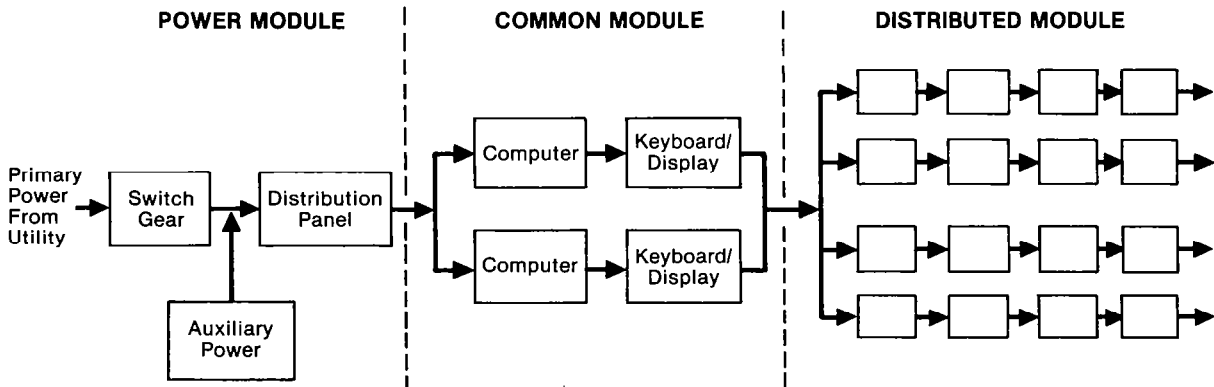 POWER MODULE
COMMON MODULE
DISTRIBUTED MODULE
Primary
Power
From
Utility
Switch
Gear
Distribution
Panel
Auxiliary
Power
Computer
Keyboard/
Display
Computer
Keyboard/
Display